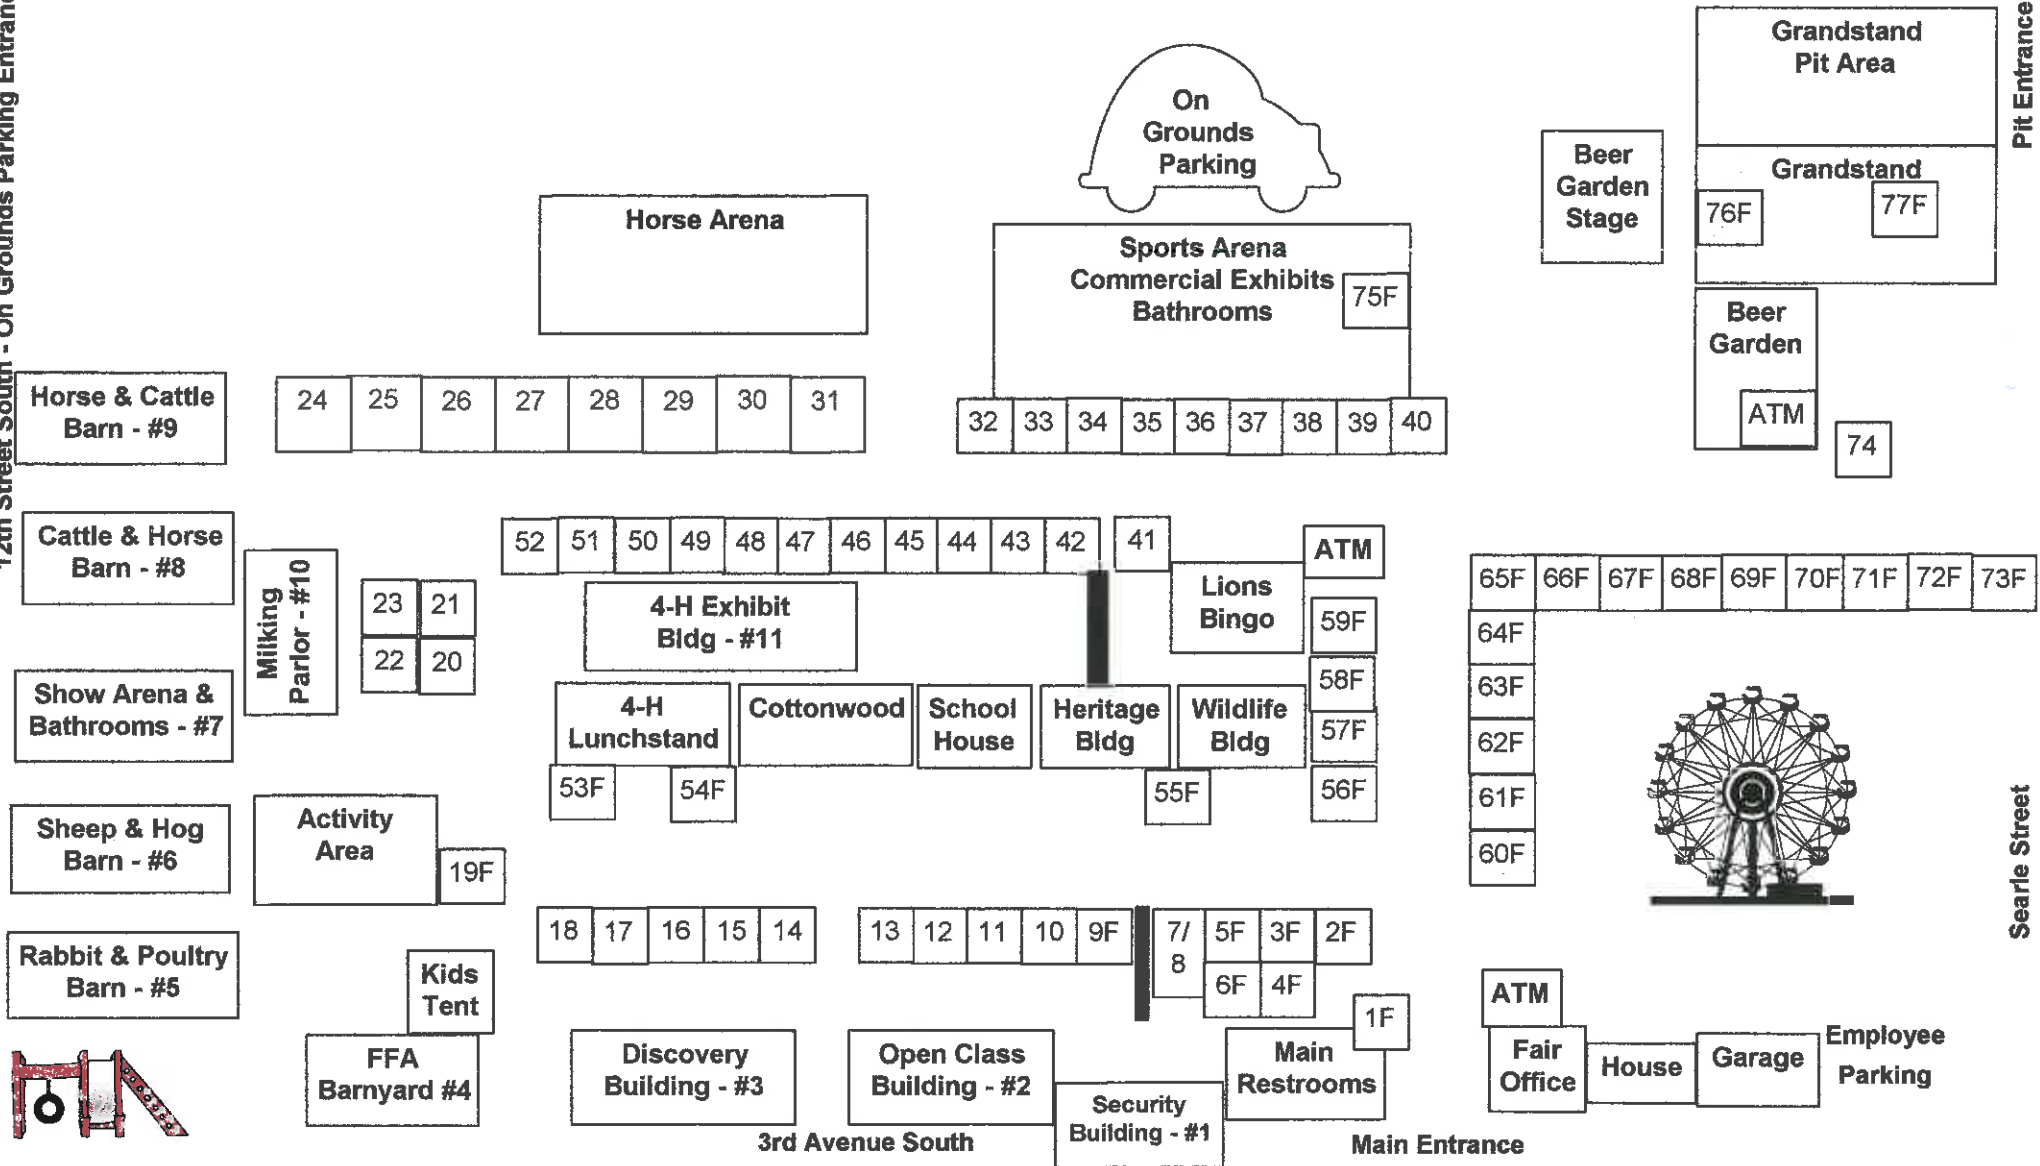 12th Street South - On Grounds Parking Entrance
Grandstand
Pit Area
Pit Entrance
On
Grounds
Parking
Beer
Garden
Stage
Grandstand
76F
77F
Horse Arena
Sports Arena
Commercial Exhibits
Bathrooms
75F
Beer
Garden
ATM
74
Horse & Cattle
Barn - #9
24 25 26 27 28 29 30 31
32 33 34 35 36 37 38 39 40
Cattle & Horse
Barn - #8
Milking
Parlor - #10
23 21
22 20
52 51 50 49 48 47 46 45 44 43 42 41
ATM
Lions
Bingo
4-H Exhibit
Bldg - #11
59F
58F
57F
56F
65F 66F 67F 68F 69F 70F 71F 72F 73F
64F
63F
62F
61F
60F
Show Arena &
Bathrooms - #7
4-H
Lunchstand
Cottonwood
School
House
Heritage
Bldg
Wildlife
Bldg
53F
54F
55F
Sheep & Hog
Barn - #6
Activity
Area
19F
Searle Street
18 17 16 15 14
13 12 11 10 9F
7/
8
5F 3F 2F
6F 4F
1F
Rabbit & Poultry
Barn - #5
Kids
Tent
FFA
Barnyard #4
Discovery
Building - #3
Open Class
Building - #2
Security
Building - #1
Main
Restrooms
ATM
Fair
Office
House
Garage
Employee
Parking
3rd Avenue South
Main Entrance